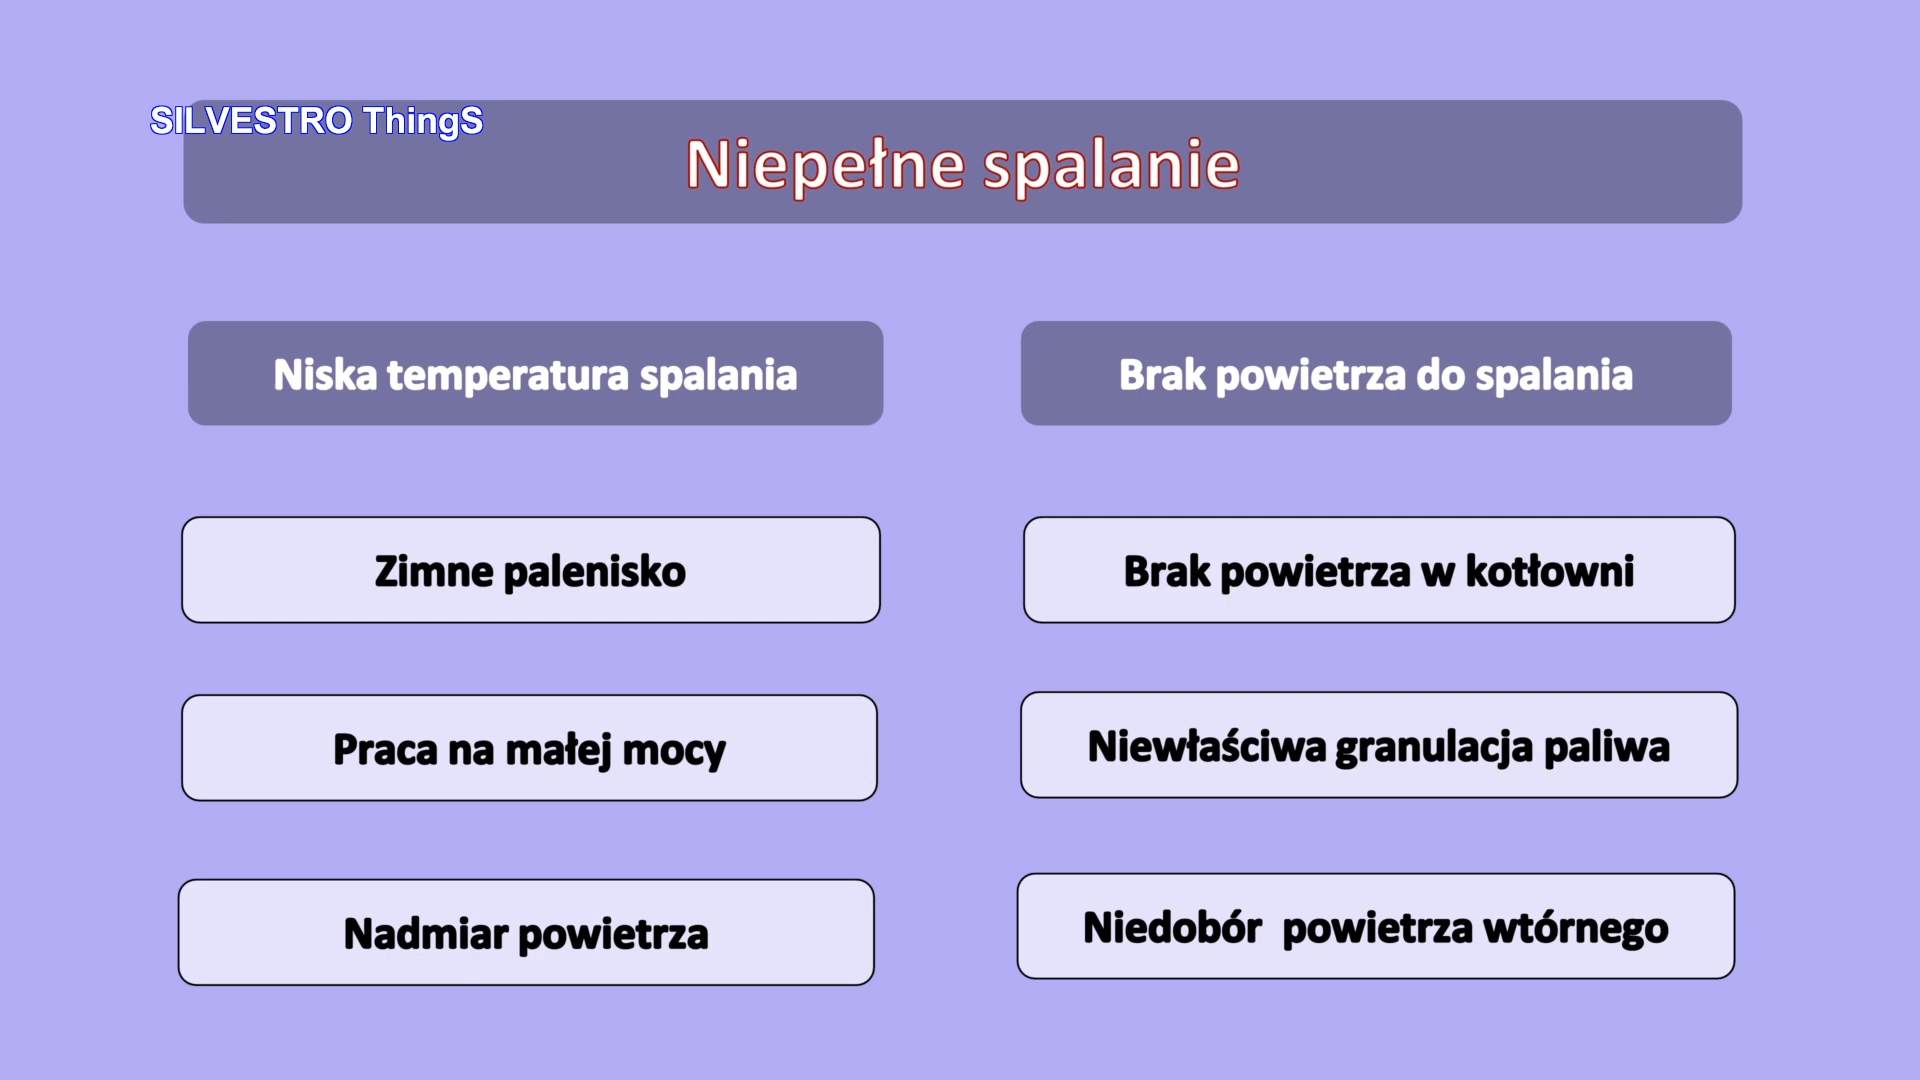 SILVESTRO ThingS
Niepełne spalanie
Niska temperatura spalania
Brak powietrza do spalania
Zimne palenisko
Brak powietrza w kotłowni
Praca na małej mocy
Niewłaściwa granulacja paliwa
Nadmiar powietrza
Niedobór powietrza wtórnego